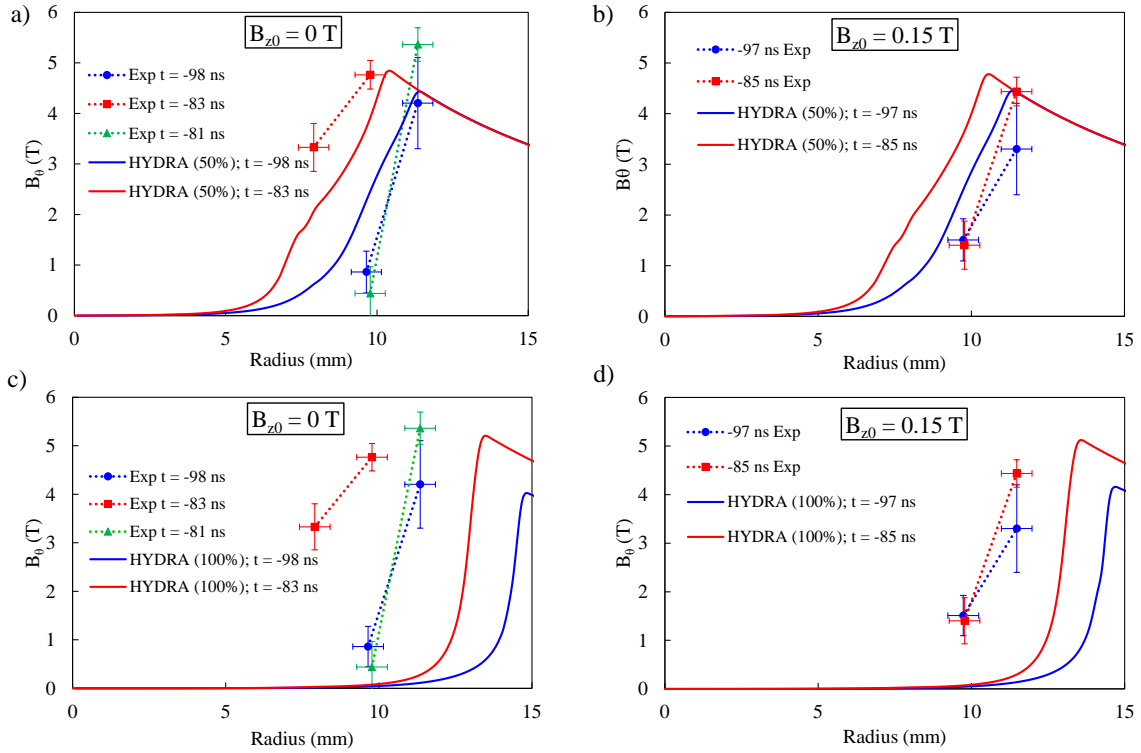 a)
B_z0 = 0 T
Exp t = -98 ns
Exp t = -83 ns
Exp t = -81 ns
HYDRA (50%); t = -98 ns
HYDRA (50%); t = -83 ns
B_θ (T)
6
5
4
3
2
1
0
0 5 10 15
Radius (mm)
b)
B_z0 = 0.15 T
-97 ns Exp
-85 ns Exp
HYDRA (50%); t = -97 ns
HYDRA (50%); t = -85 ns
Bθ (T)
6
5
4
3
2
1
0
0 5 10 15
Radius (mm)
c)
B_z0 = 0 T
Exp t = -98 ns
Exp t = -83 ns
Exp t = -81 ns
HYDRA (100%); t = -98 ns
HYDRA (100%); t = -83 ns
B_θ (T)
6
5
4
3
2
1
0
0 5 10 15
Radius (mm)
d)
B_z0 = 0.15 T
-97 ns Exp
-85 ns Exp
HYDRA (100%); t = -97 ns
HYDRA (100%); t = -85 ns
B_θ (T)
6
5
4
3
2
1
0
0 5 10 15
Radius (mm)